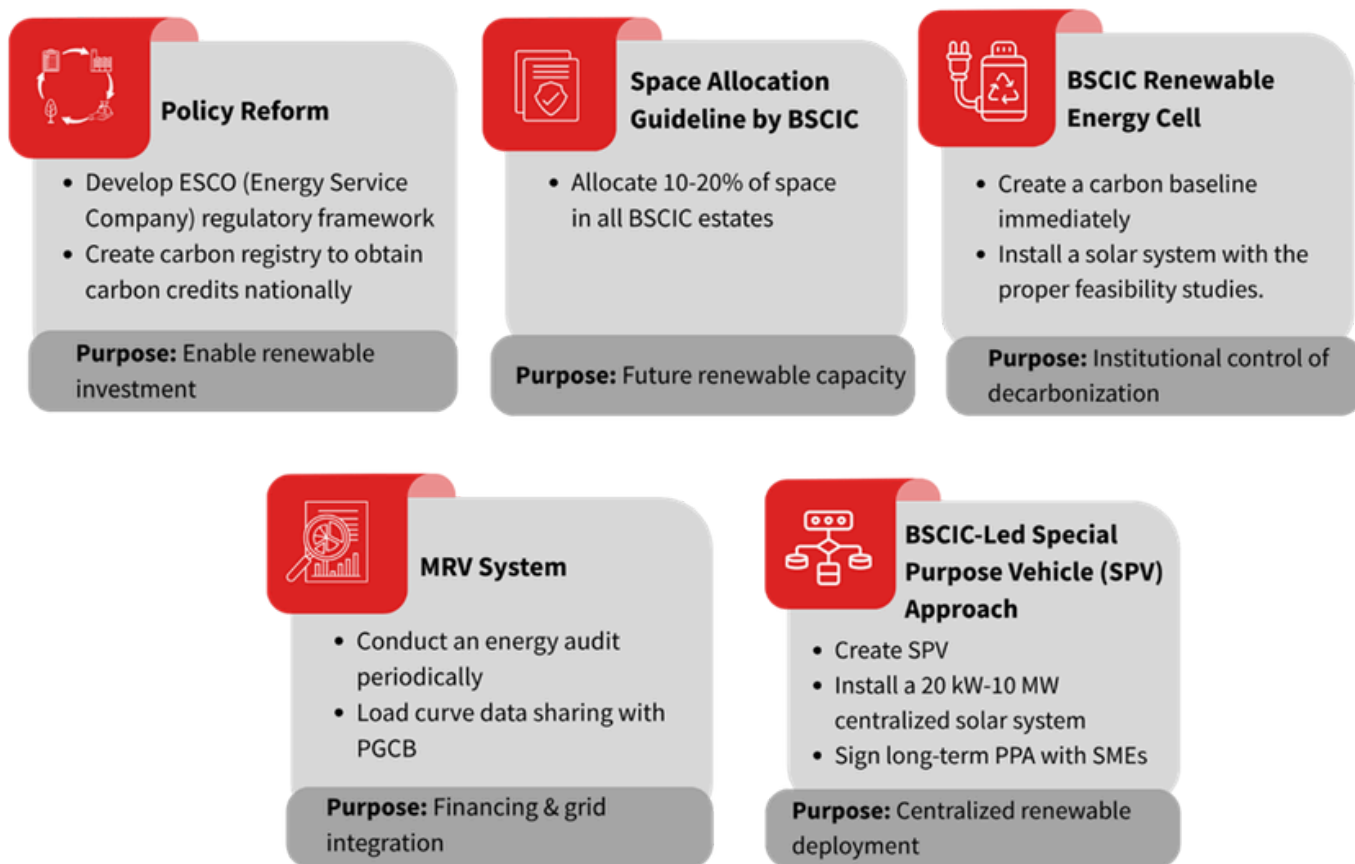 Policy Reform
• Develop ESCO (Energy Service
Company) regulatory framework
• Create carbon registry to obtain
carbon credits nationally
Purpose: Enable renewable
investment
Space Allocation
Guideline by BSCIC
• Allocate 10-20% of space
in all BSCIC estates
Purpose: Future renewable capacity
BSCIC Renewable
Energy Cell
• Create a carbon baseline
immediately
• Install a solar system with the
proper feasibility studies.
Purpose: Institutional control of
decarbonization
MRV System
• Conduct an energy audit
periodically
• Load curve data sharing with
PGCB
Purpose: Financing & grid
integration
BSCIC-Led Special
Purpose Vehicle (SPV)
Approach
• Create SPV
• Install a 20 kW-10 MW
centralized solar system
• Sign long-term PPA with SMEs
Purpose: Centralized renewable
deployment